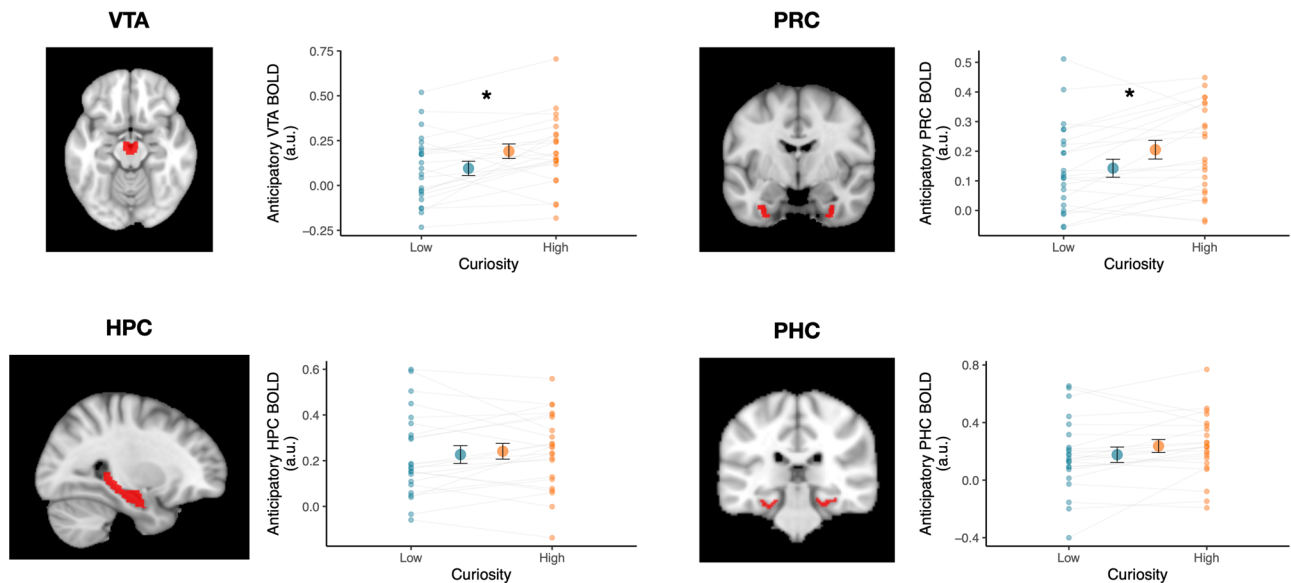 VTA
Anticipatory VTA BOLD
(a.u.)
0.75
0.50
0.25
0.00
−0.25
*
Low
High
Curiosity
PRC
Anticipatory PRC BOLD
(a.u.)
0.5
0.4
0.3
0.2
0.1
0.0
*
Low
High
Curiosity
HPC
Anticipatory HPC BOLD
(a.u.)
0.6
0.4
0.2
0.0
Low
High
Curiosity
PHC
Anticipatory PHC BOLD
(a.u.)
0.8
0.4
0.0
−0.4
Low
High
Curiosity